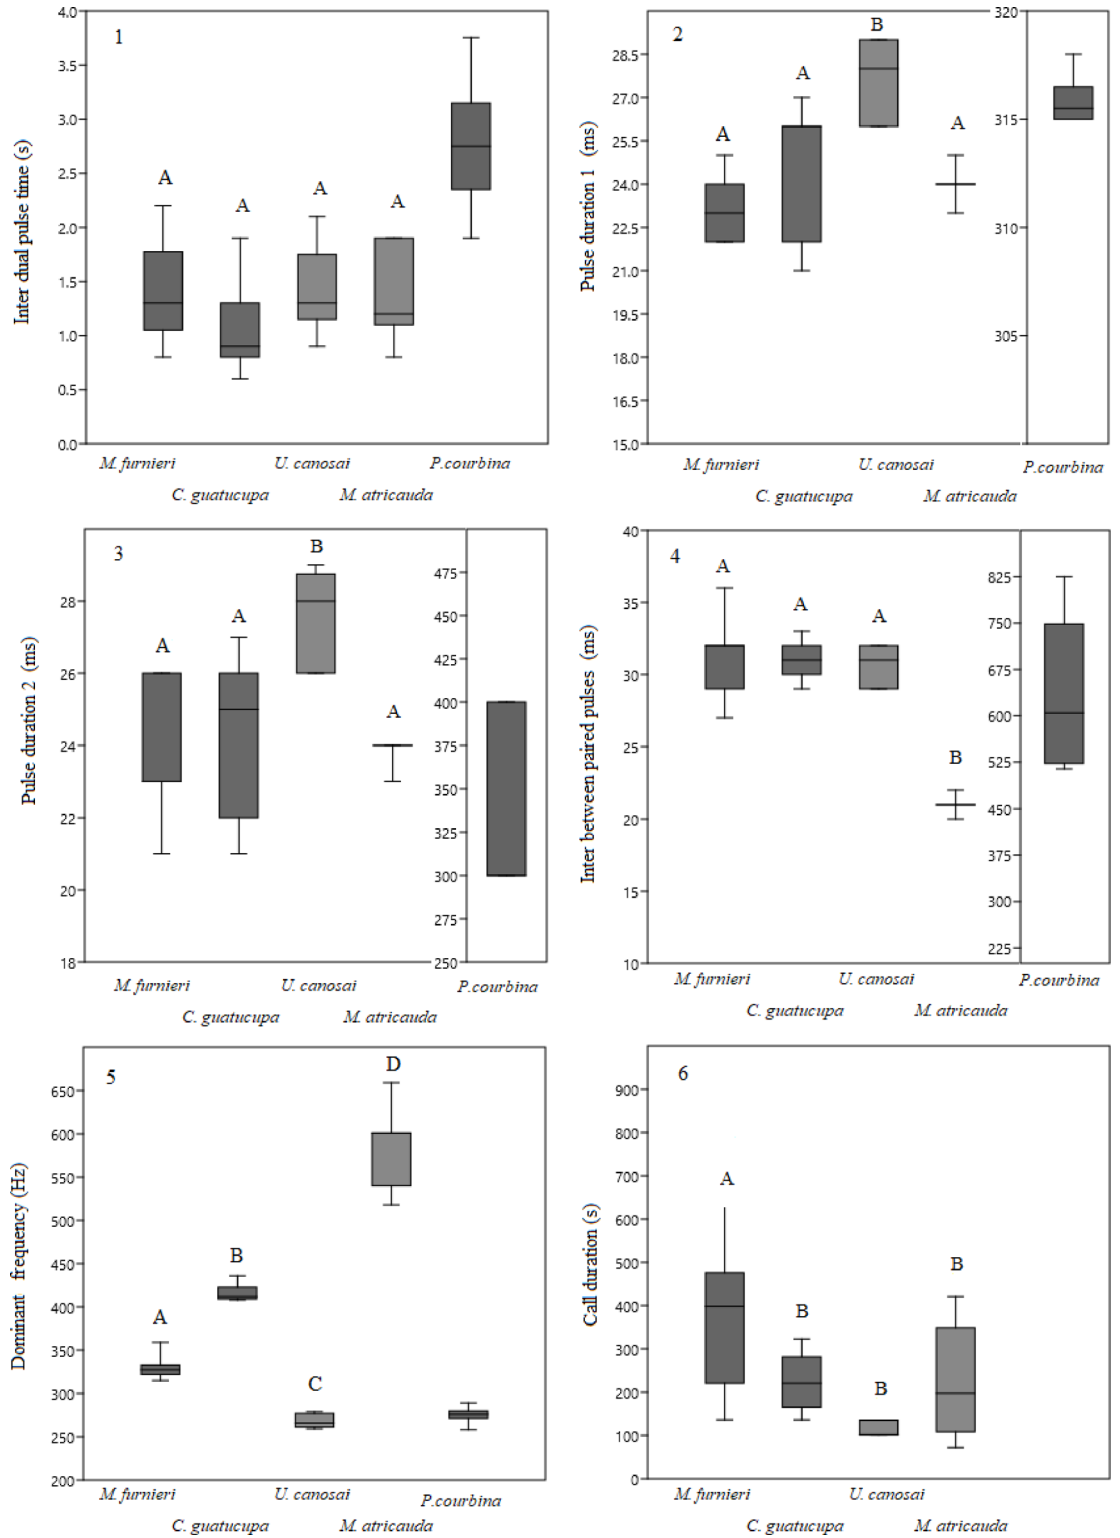 1
4.0
3.5
3.0
2.5
2.0
1.5
1.0
0.5
0.0
Inter dual pulse time (s)
A
A
A
A
M. furnieri
U. canosai
P.courbina
C. guatucupa
M. atricauda
2
28.5
27.0
25.5
24.0
22.5
21.0
19.5
18.0
16.5
15.0
Pulse duration 1 (ms)
A
A
B
A
320
315
310
305
M. furnieri
U. canosai
P.courbina
C. guatucupa
M. atricauda
3
28
26
24
22
20
18
Pulse duration 2 (ms)
A
A
B
A
475
450
425
400
375
350
325
300
275
250
M. furnieri
U. canosai
P.courbina
C. guatucupa
M. atricauda
4
40
35
30
25
20
15
10
Inter between paired pulses (ms)
A
A
A
B
825
750
675
600
525
450
375
300
225
M. furnieri
U. canosai
P.courbina
C. guatucupa
M. atricauda
5
650
600
550
500
450
400
350
300
250
200
Dominant frequency (Hz)
A
B
C
D
M. furnieri
U. canosai
P.courbina
C. guatucupa
M. atricauda
6
900
800
700
600
500
400
300
200
100
0
Call duration (s)
A
B
B
B
M. furnieri
U. canosai
C. guatucupa
M. atricauda